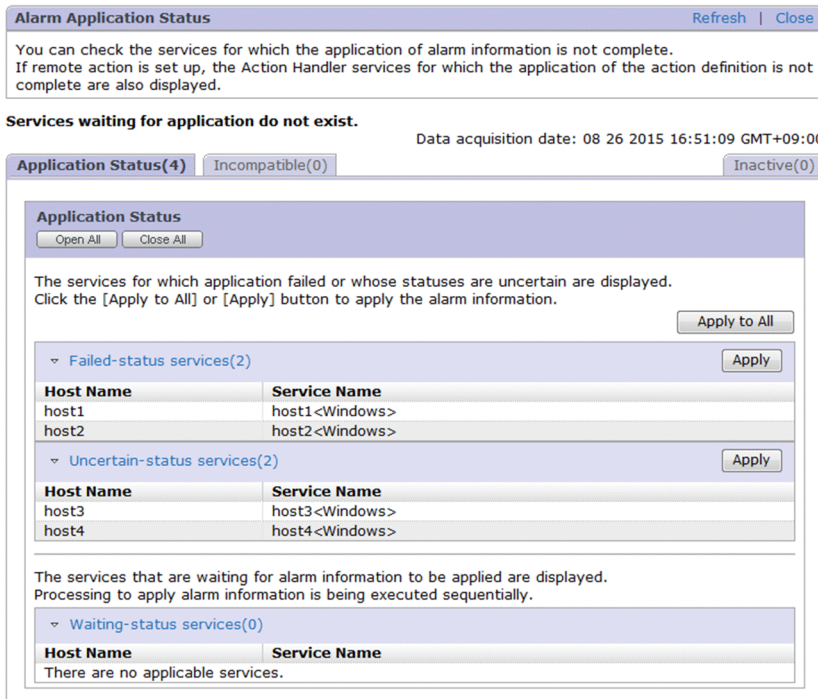 Alarm Application Status Refresh | Close
You can check the services for which the application of alarm information is not complete.
If remote action is set up, the Action Handler services for which the application of the action definition is not
complete are also displayed.
Services waiting for application do not exist.
Data acquisition date: 08 26 2015 16:51:09 GMT+09:00
Application Status(4) Incompatible(0) Inactive(0)
Application Status
Open All Close All
The services for which application failed or whose statuses are uncertain are displayed.
Click the [Apply to All] or [Apply] button to apply the alarm information.
Apply to All
Failed-status services(2) Apply
Host Name Service Name
host1 host1<Windows>
host2 host2<Windows>
Uncertain-status services(2) Apply
Host Name Service Name
host3 host3<Windows>
host4 host4<Windows>
The services that are waiting for alarm information to be applied are displayed.
Processing to apply alarm information is being executed sequentially.
Waiting-status services(0)
Host Name Service Name
There are no applicable services.